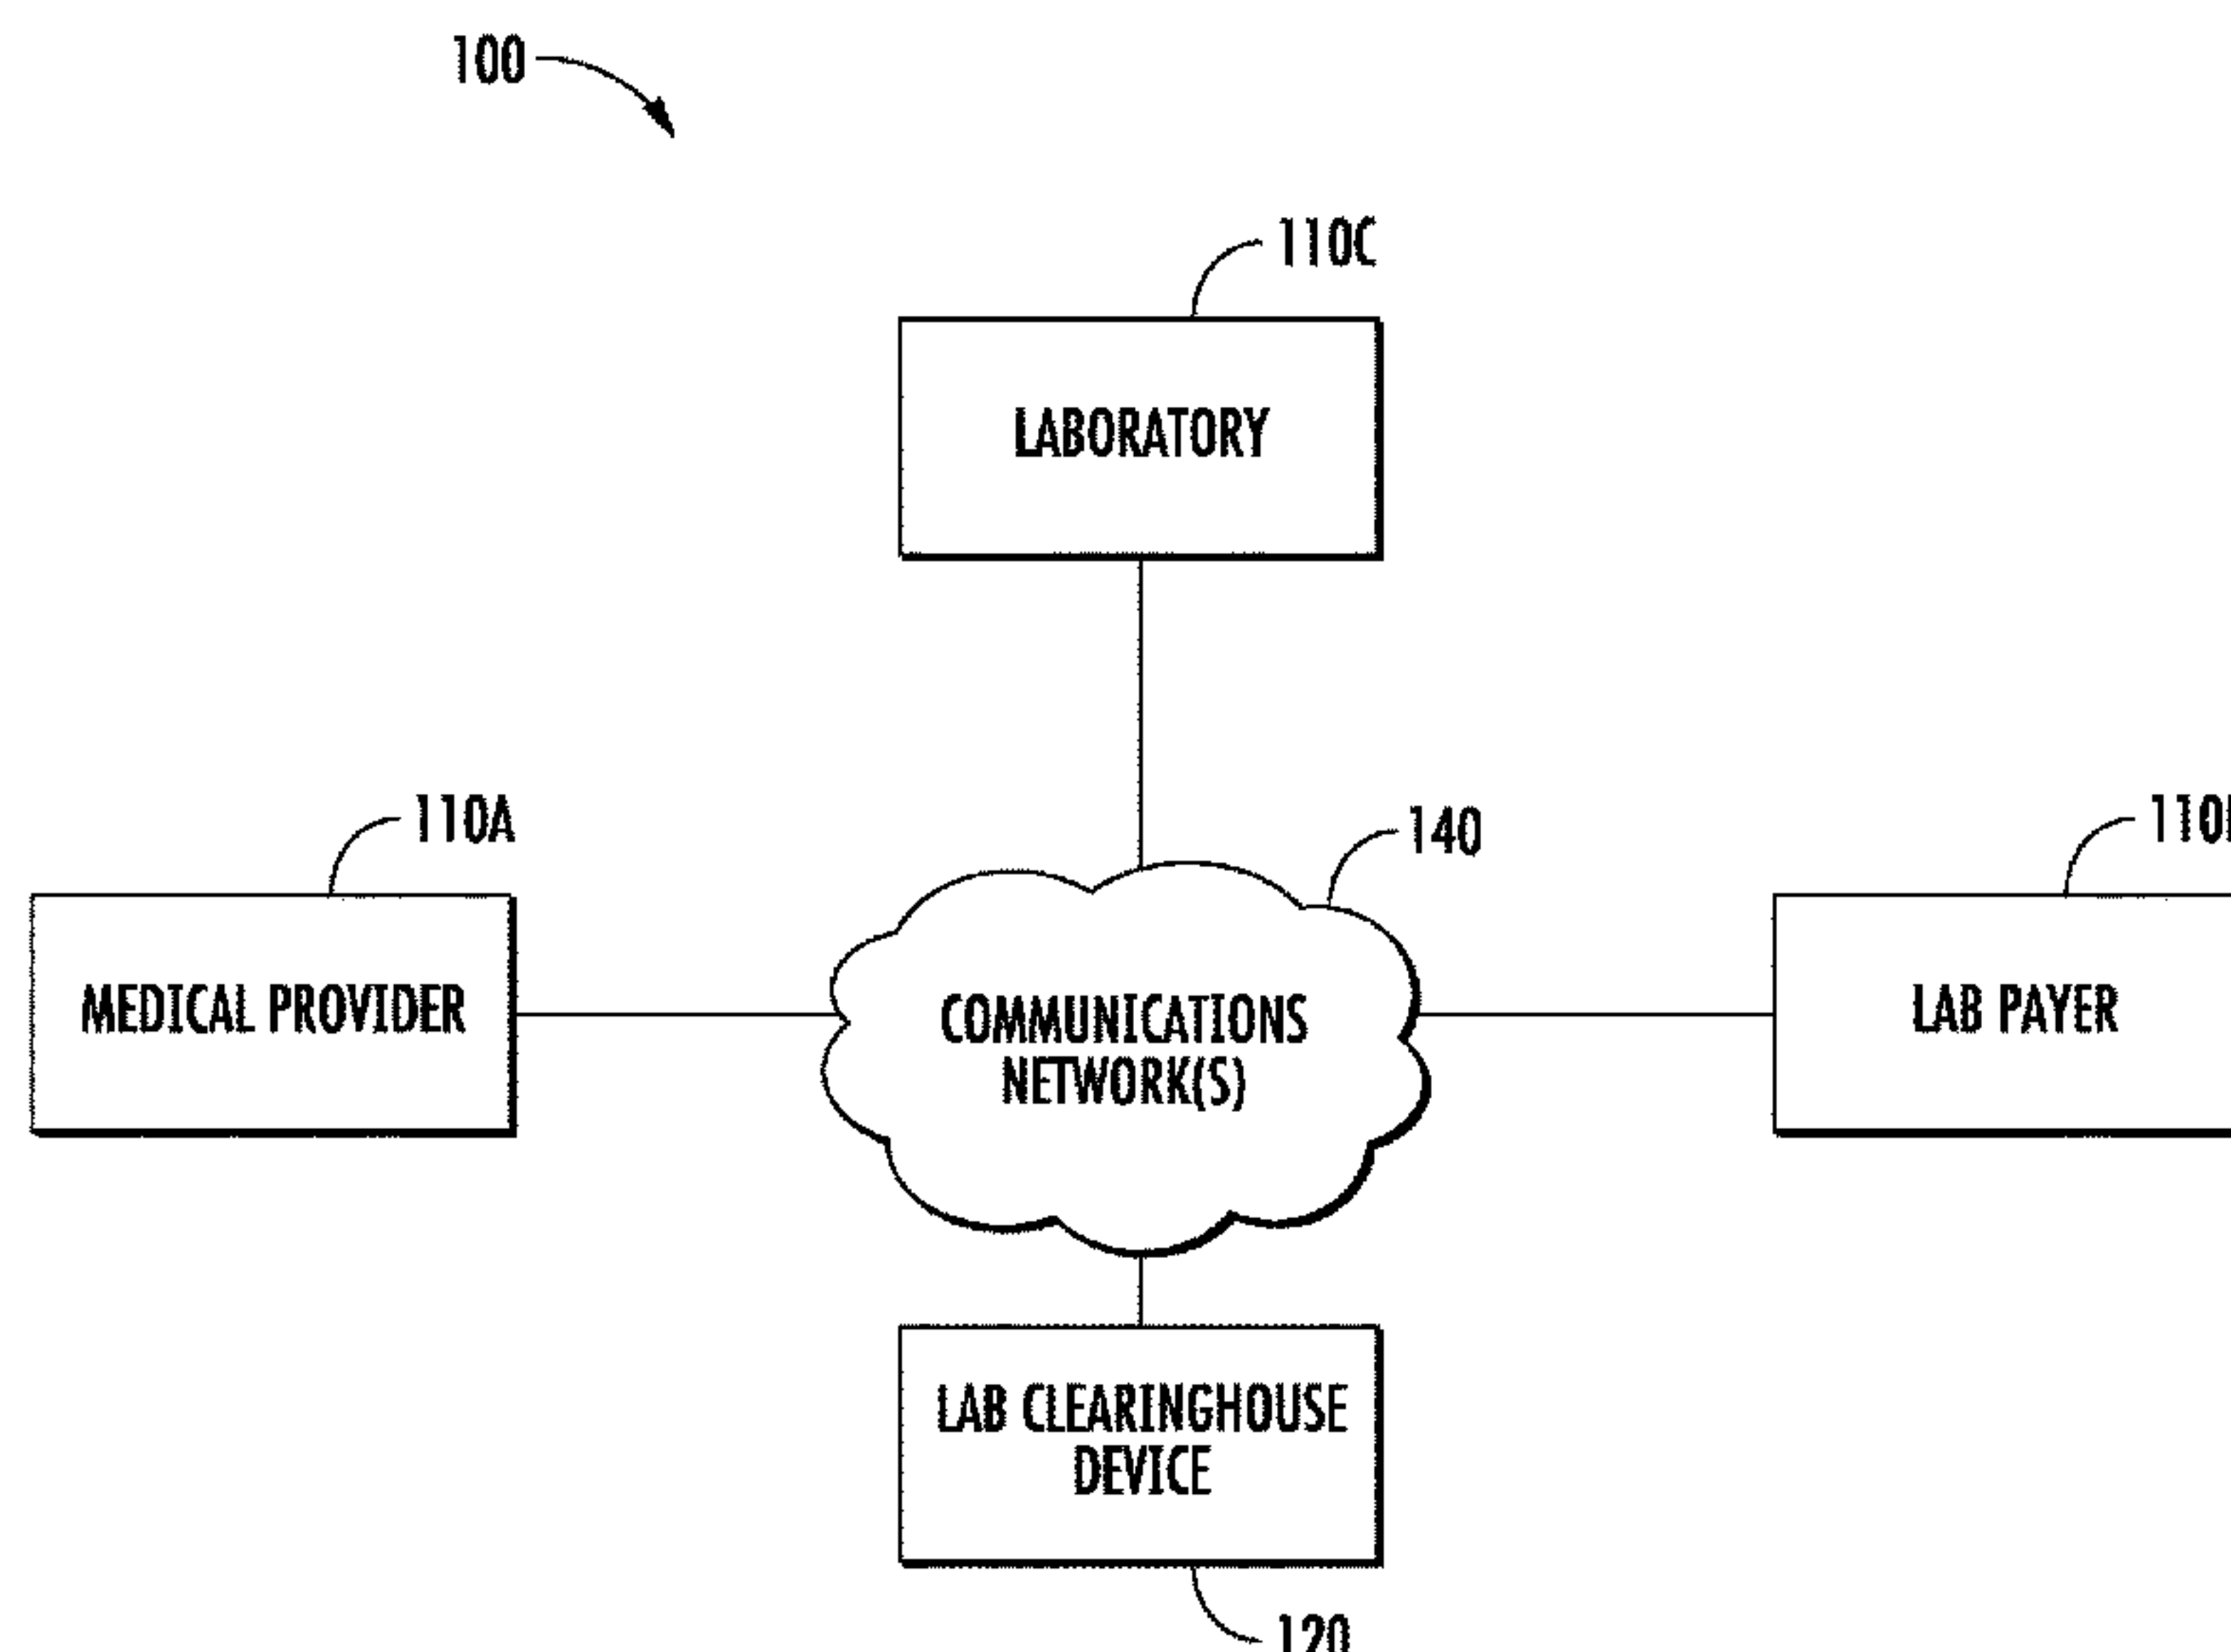 100
110C
LABORATORY
110A
140
MEDICAL PROVIDER
COMMUNICATIONS
NETWORK(S)
LAB PAYER
LAB CLEARINGHOUSE
DEVICE
120